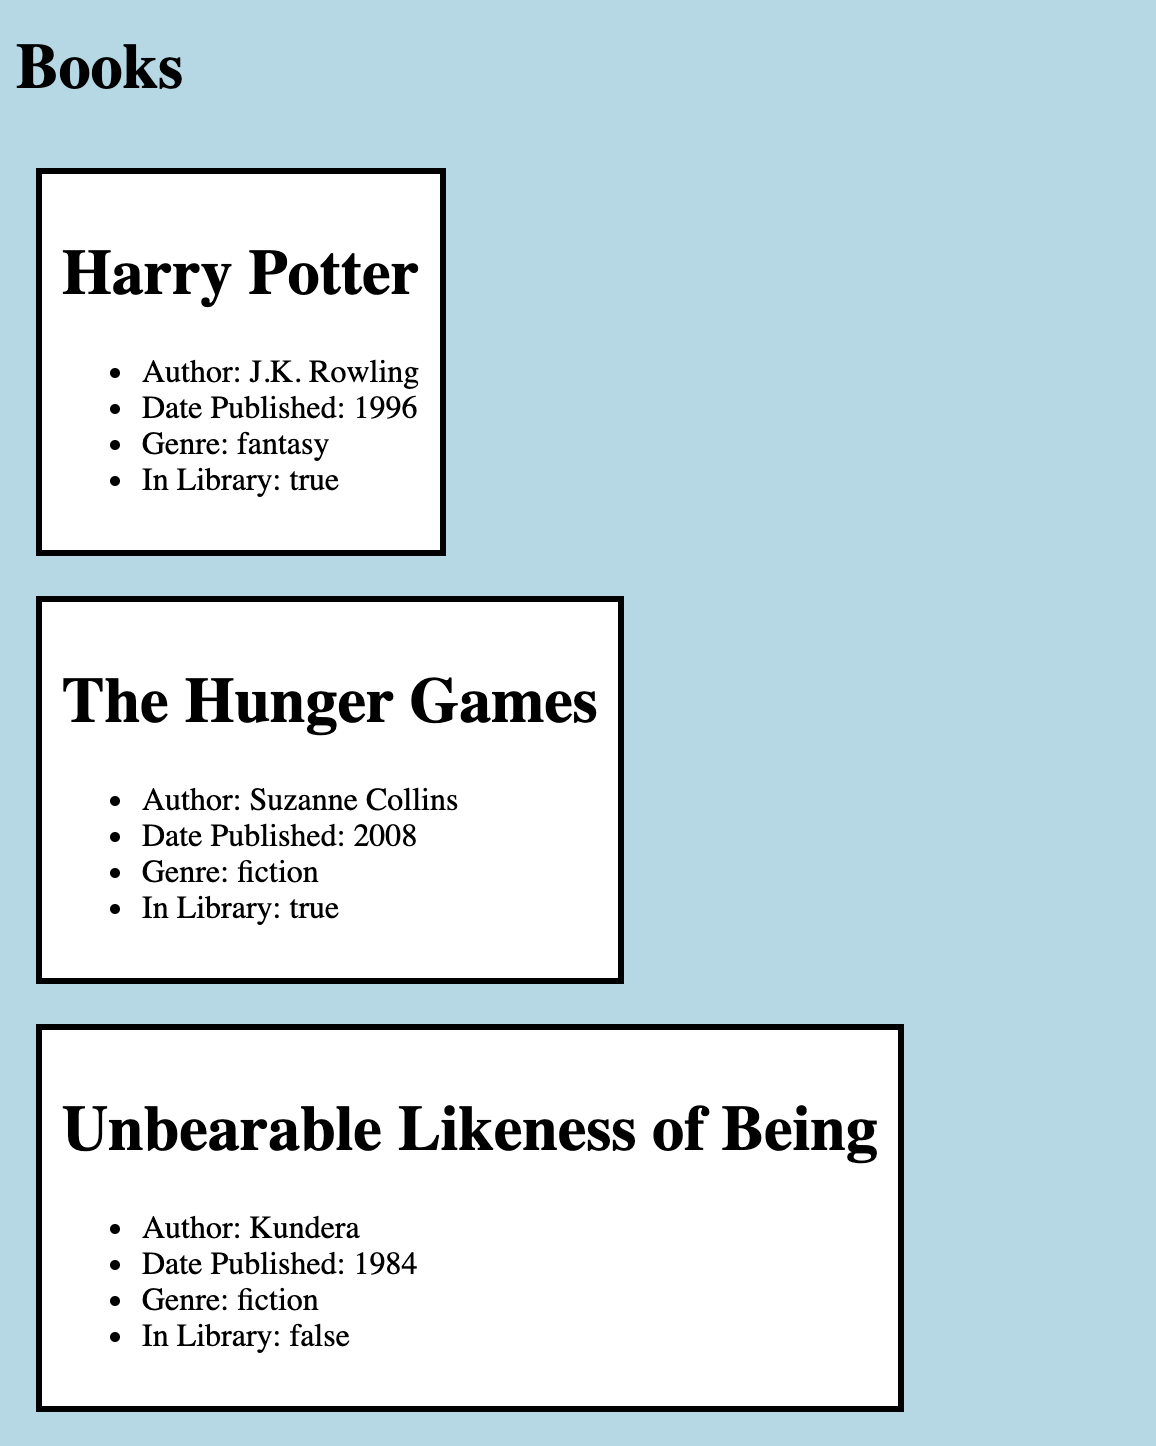 Books
Harry Potter
Author: J.K. Rowling
Date Published: 1996
Genre: fantasy
In Library: true
The Hunger Games
Author: Suzanne Collins
Date Published: 2008
Genre: fiction
In Library: true
Unbearable Likeness of Being
Author: Kundera
Date Published: 1984
Genre: fiction
In Library: false